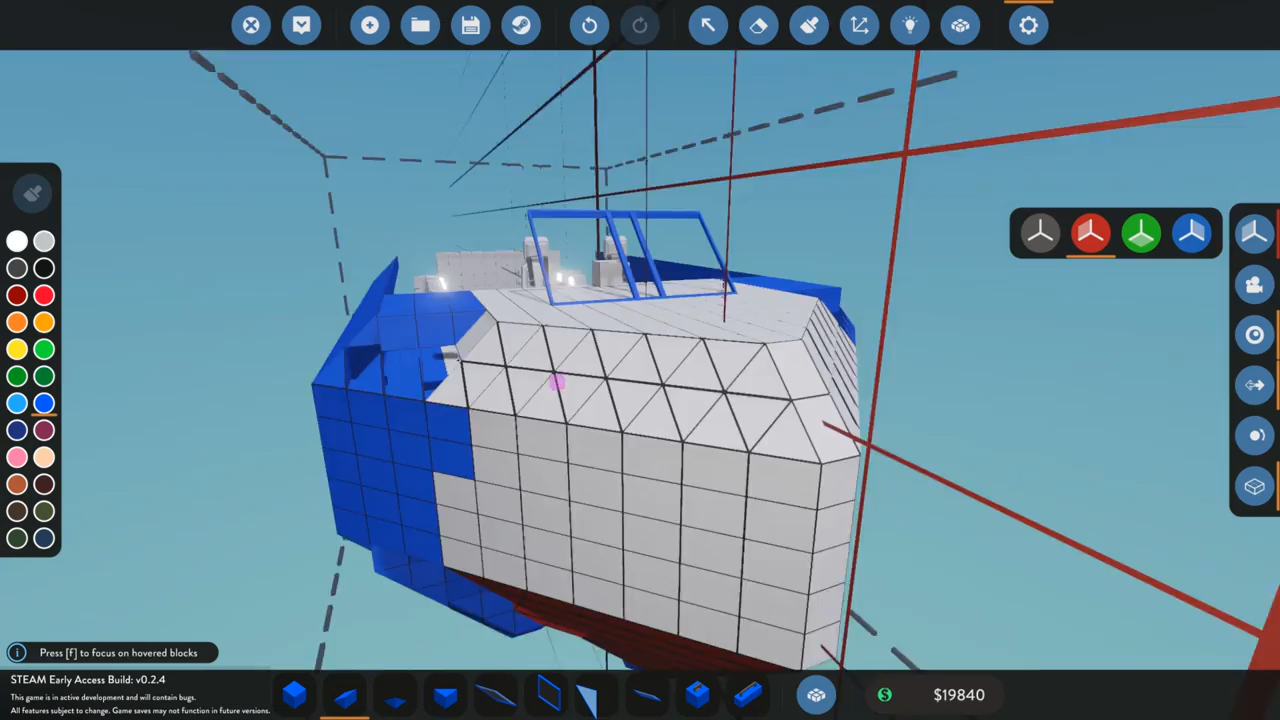 Press [f] to focus on hovered blocks
STEAM Early Access Build: v0.2.4
This game is in active development and will contain bugs.
All features subject to change. Game saves may not function in future versions.
$19840